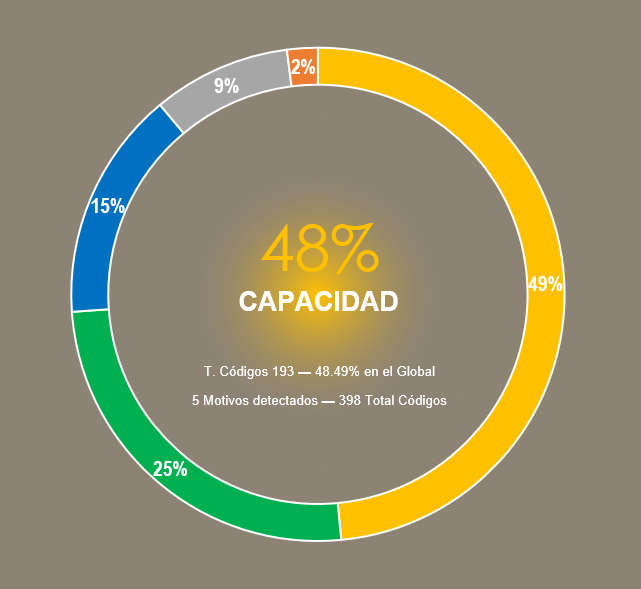 2%
9%
15%
48%
49%
CAPACIDAD
T. Códigos 193 — 48.49% en el Global
5 Motivos detectados — 398 Total Códigos
25%